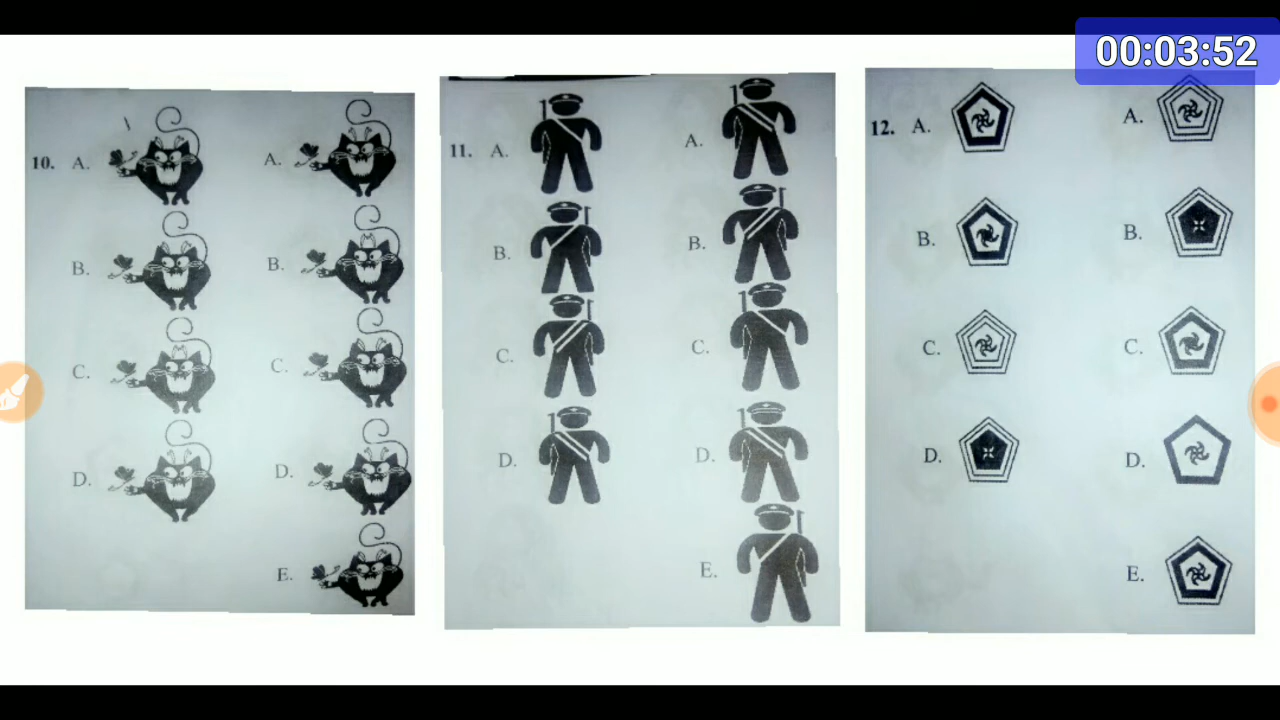 00:03:52
10. A. A.
B. B.
C. C.
D. D.
E.
11. A. A.
B. B.
C. C.
D. D.
E.
12. A. A.
B. B.
C. C.
D. D.
E.